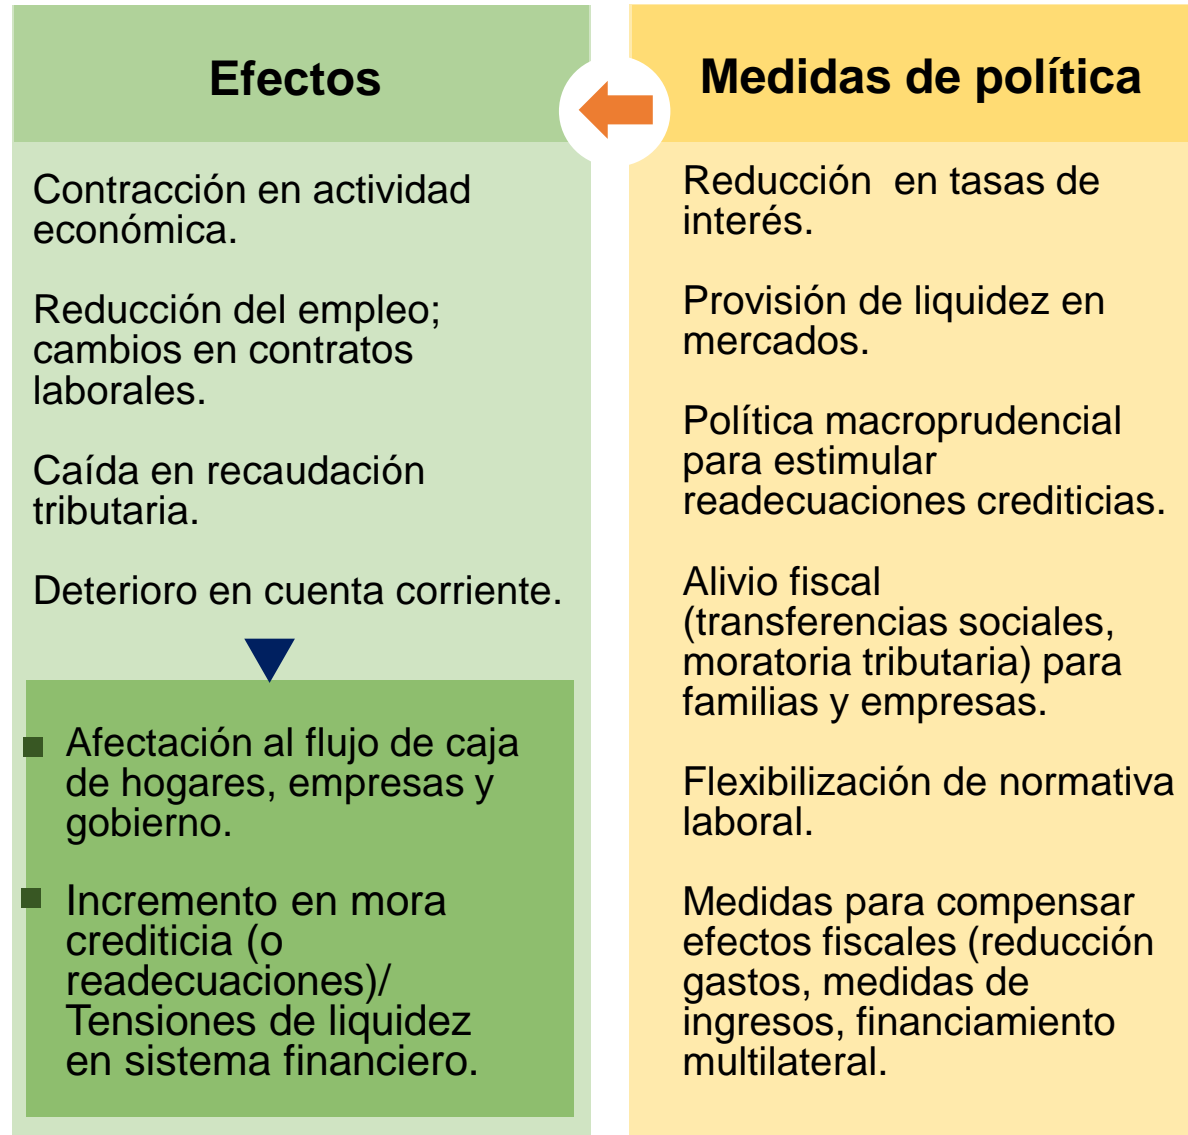 Efectos
Contracción en actividad
económica.
Reducción del empleo;
cambios en contratos
laborales.
Caída en recaudación
tributaria.
Deterioro en cuenta corriente.
Afectación al flujo de caja
de hogares, empresas y
gobierno.
Incremento en mora
crediticia (o
readecuaciones)/
Tensiones de liquidez
en sistema financiero.
Medidas de política
Reducción en tasas de
interés.
Provisión de liquidez en
mercados.
Política macroprudencial
para estimular
readecuaciones crediticias.
Alivio fiscal
(transferencias sociales,
moratoria tributaria) para
familias y empresas.
Flexibilización de normativa
laboral.
Medidas para compensar
efectos fiscales (reducción
gastos, medidas de
ingresos, financiamiento
multilateral.